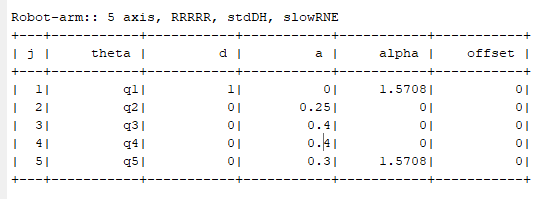 Robot-arm:: 5 axis, RRRRR, stdDH, slowRNE
+---+-----------+-----------+-----------+-----------+-----------+
| j |     theta |         d |         a |     alpha |    offset |
+---+-----------+-----------+-----------+-----------+-----------+
|  1|         q1|          1|          0|     1.5708|          0|
|  2|         q2|          0|       0.25|          0|          0|
|  3|         q3|          0|        0.4|          0|          0|
|  4|         q4|          0|        0.4|          0|          0|
|  5|         q5|          0|        0.3|     1.5708|          0|
+---+-----------+-----------+-----------+-----------+-----------+